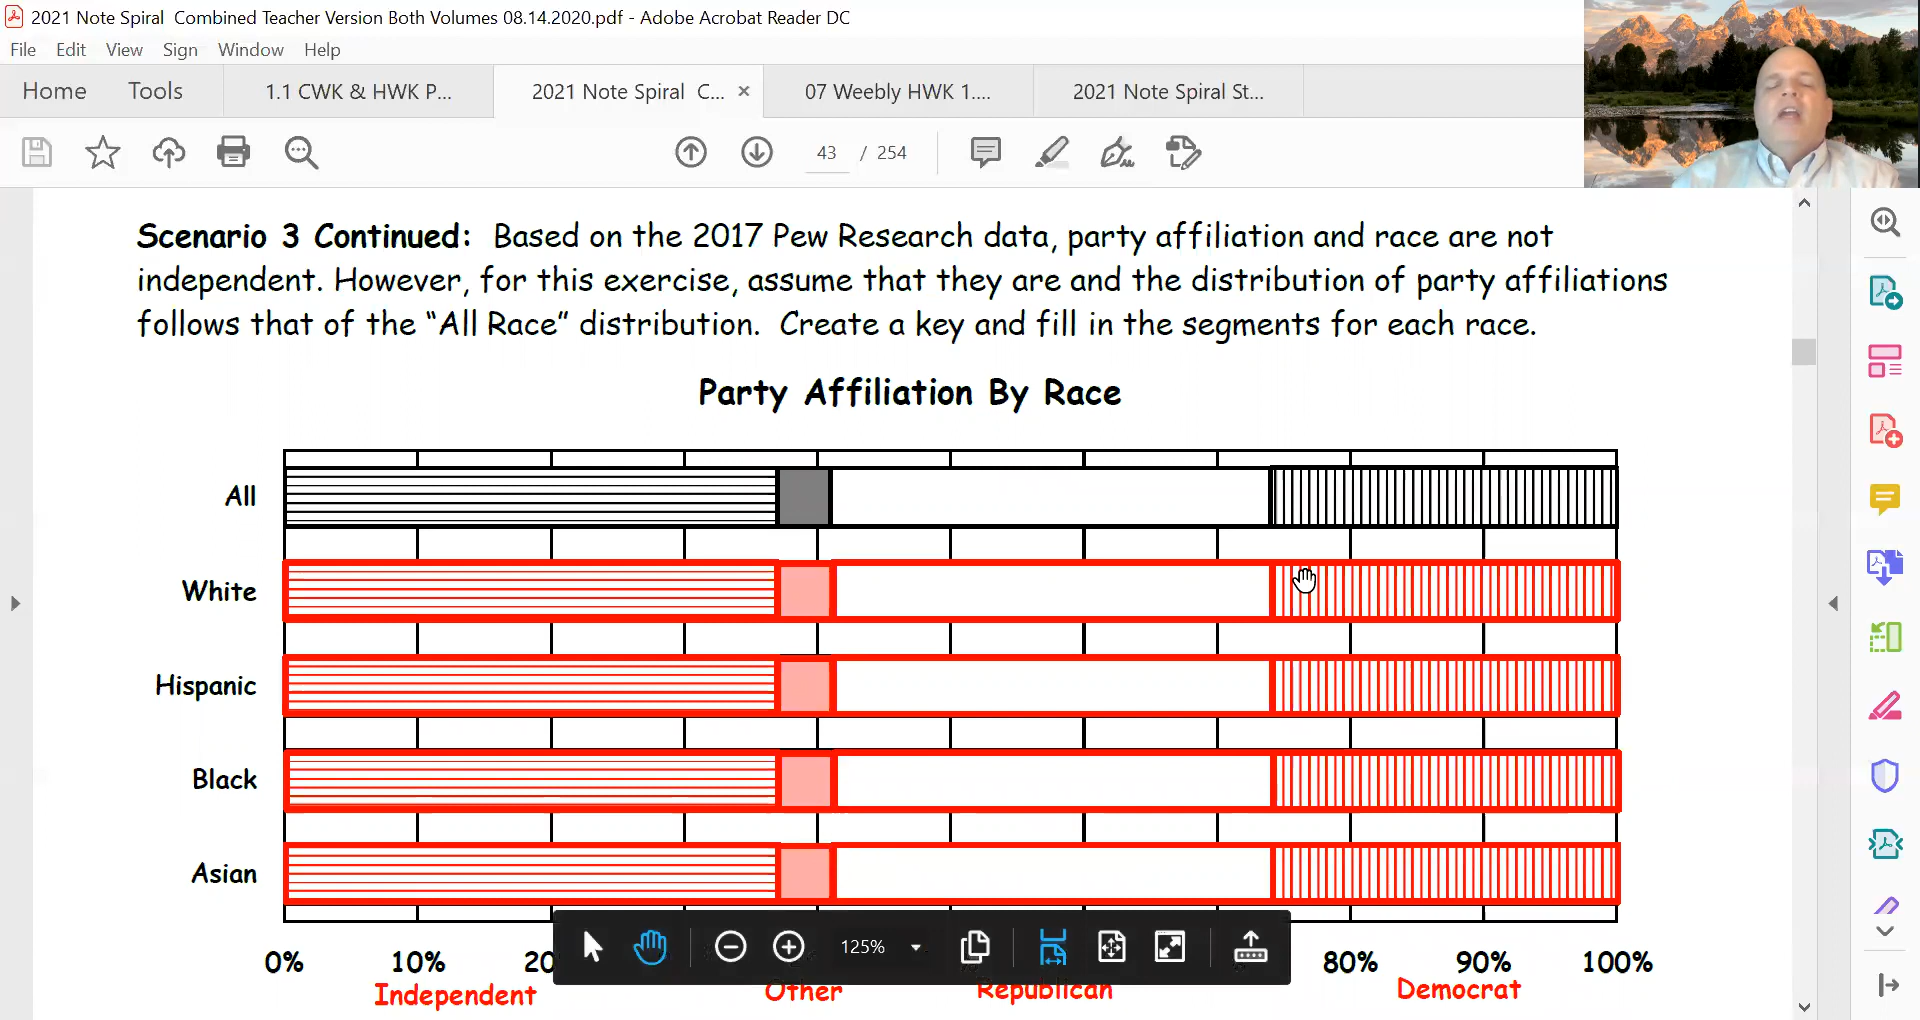 2021 Note Spiral  Combined Teacher Version Both Volumes 08.14.2020.pdf - Adobe Acrobat Reader DC
File Edit View Sign Window Help
Home Tools 1.1 CWK & HWK P... 2021 Note Spiral  C... × 07 Weekly HWK 1.... 2021 Note Spiral St...
43 / 254
Scenario 3 Continued:  Based on the 2017 Pew Research data, party affiliation and race are not
independent. However, for this exercise, assume that they are and the distribution of party affiliations
follows that of the “All Race” distribution.  Create a key and fill in the segments for each race.
Party Affiliation By Race
All
White
Hispanic
Black
Asian
125%
0% 10% 20 80% 90% 100%
Independent Other Republican Democrat